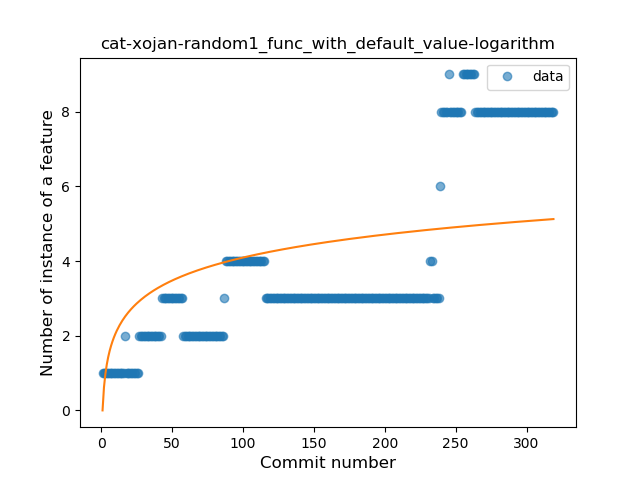 cat-xojan-random1_func_with_default_value-logarithm
data
Number of instance of a feature
8
6
4
2
0
0 50 100 150 200 250 300
Commit number